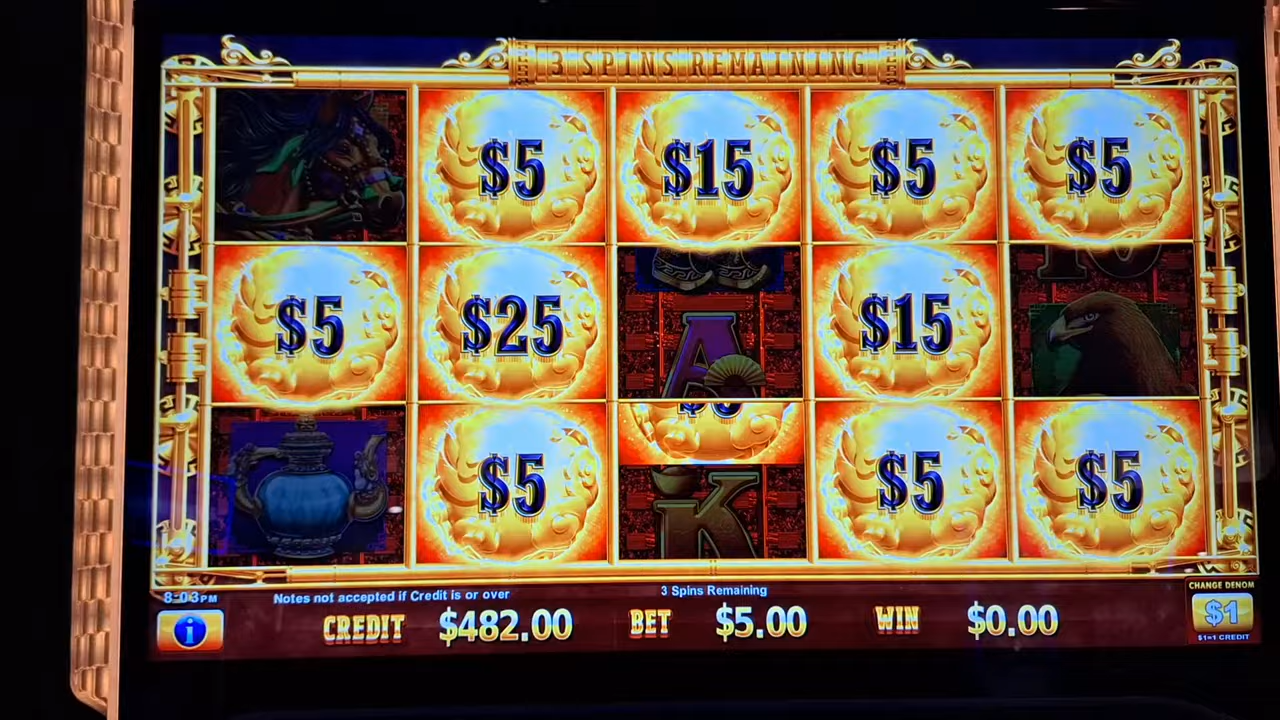 3 SPINS REMAINING
$5 $15 $5 $5
$5 $25 A $15 10
$5 K $5 $5
8:03PM
Notes not accepted if Credit is or over
3 Spins Remaining
CHANGE DENOM
CREDIT $482.00 BET $5.00 WIN $0.00
$1
$1=1 CREDIT
i